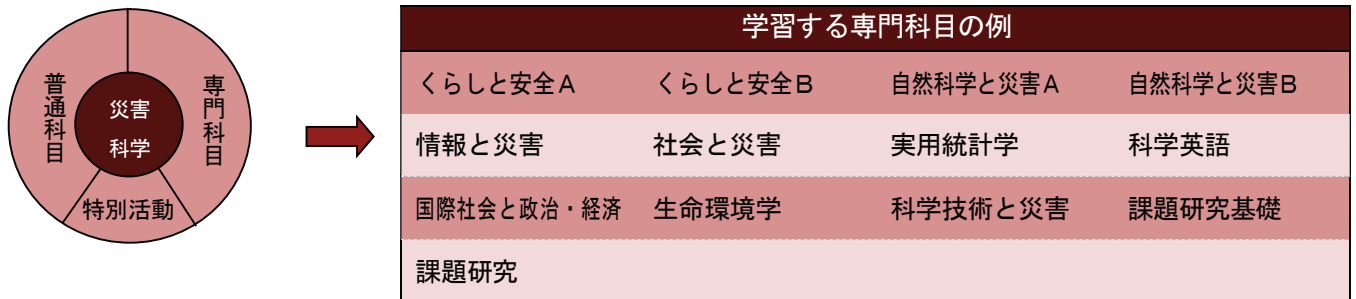 普通科目
災害
科学
専門科目
特別活動
学習する専門科目の例
くらしと安全A くらしと安全B 自然科学と災害A 自然科学と災害B
情報と災害 社会と災害 実用統計学 科学英語
国際社会と政治・経済 生命環境学 科学技術と災害 課題研究基礎
課題研究